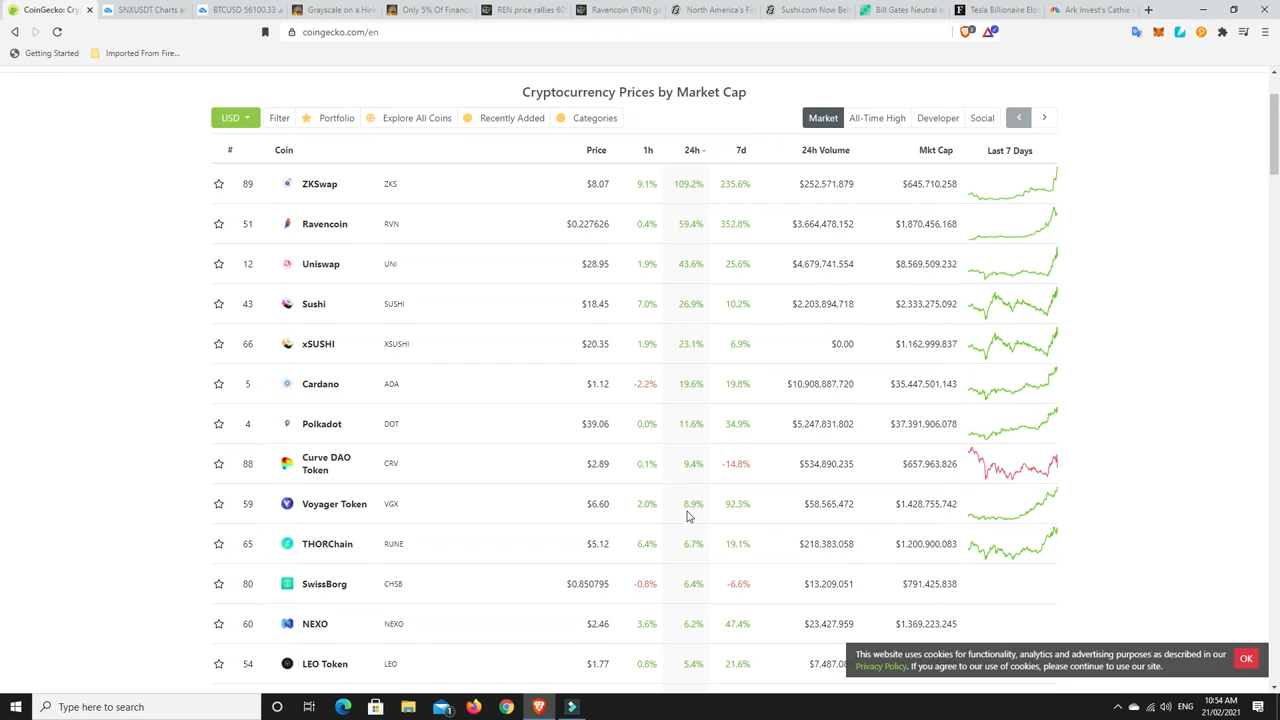 CoinGecko: Cryp
SNXUSDT Charts a
BTCUSD 56100.33
Grayscale on a Hirin
Only 5% Of Financi
REN price rallies 60
Ravencoin (RVN) ga
North America's Fir
Sushi.com Now Bei
Bill Gates Neutral o
Tesla Billionaire Elo
Ark Invest's Cathie
coingecko.com/en
Getting Started
Imported From Fire...
Cryptocurrency Prices by Market Cap
USD Filter Portfolio Explore All Coins Recently Added Categories Market All-Time High Developer Social
# Coin Price 1h 24h 7d 24h Volume Mkt Cap Last 7 Days
89 ZKSwap ZKS $8.07 9.1% 109.2% 235.6% $252,571,879 $645,710,258
51 Ravencoin RVN $0.227626 0.4% 59.4% 352.8% $3,664,478,152 $1,870,456,168
12 Uniswap UNI $28.95 1.9% 43.6% 25.6% $4,679,741,554 $8,569,509,232
43 Sushi SUSHI $18.45 7.0% 26.9% 10.2% $2,203,894,718 $2,333,275,092
66 xSUSHI XSUSHI $20.35 1.9% 23.1% 6.9% $0.00 $1,162,999,837
5 Cardano ADA $1.12 -2.2% 19.6% 19.8% $10,908,887,720 $35,447,501,143
4 Polkadot DOT $39.06 0.0% 11.6% 34.9% $5,247,831,802 $37,391,906,078
88 Curve DAO Token CRV $2.89 0.1% 9.4% -14.8% $534,890,235 $657,963,826
59 Voyager Token VGX $6.60 2.0% 8.9% 92.3% $58,565,472 $1,428,755,742
65 THORChain RUNE $5.12 6.4% 6.7% 19.1% $218,383,058 $1,200,900,083
80 SwissBorg CHSB $0.850795 -0.8% 6.4% -6.6% $13,209,051 $791,425,838
60 NEXO NEXO $2.46 3.6% 6.2% 47.4% $23,427,959 $1,369,223,245
54 LEO Token LEO $1.77 0.8% 5.4% 21.6% $7,487,0
This website uses cookies for functionality, analytics and advertising purposes as described in our
Privacy Policy. If you agree to our use of cookies, please continue to use our site.
OK
Type here to search
ENG
10:54 AM
21/02/2021